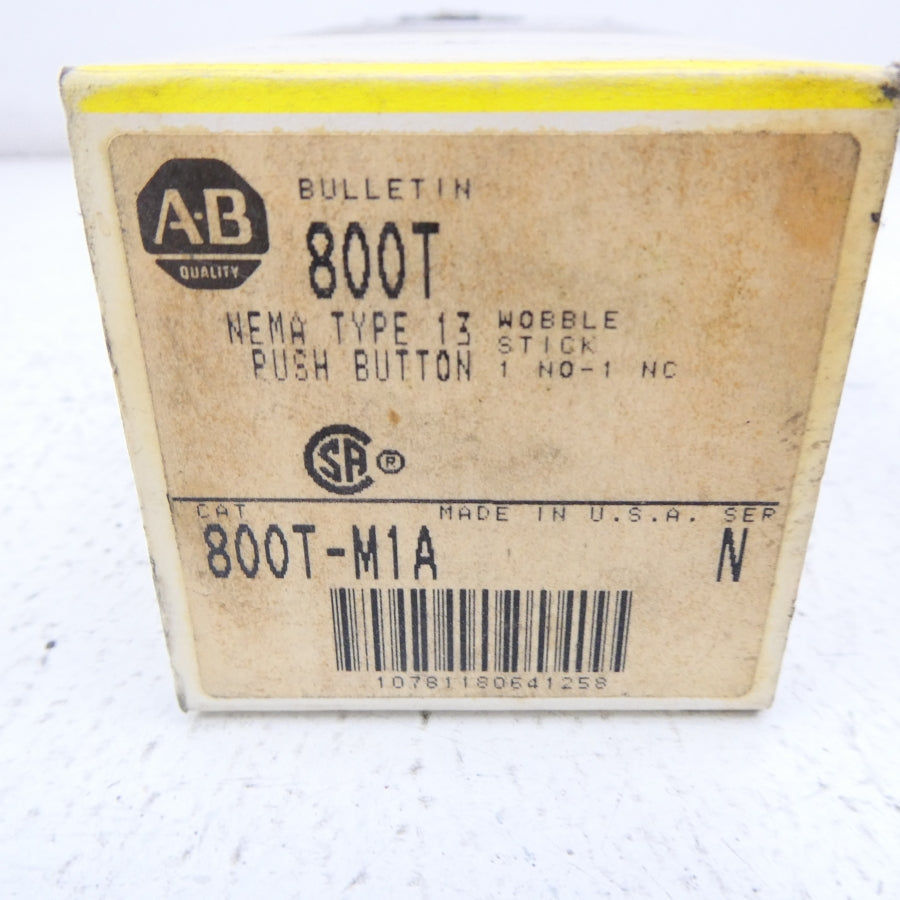 A·B
QUALITY
BULLETIN
800T
NEMA TYPE 13 WOBBLE
STICK
PUSH BUTTON 1 NO-1 NC
SA ®
CAT MADE IN U.S.A. SER
800T-M1A N
10781180641258